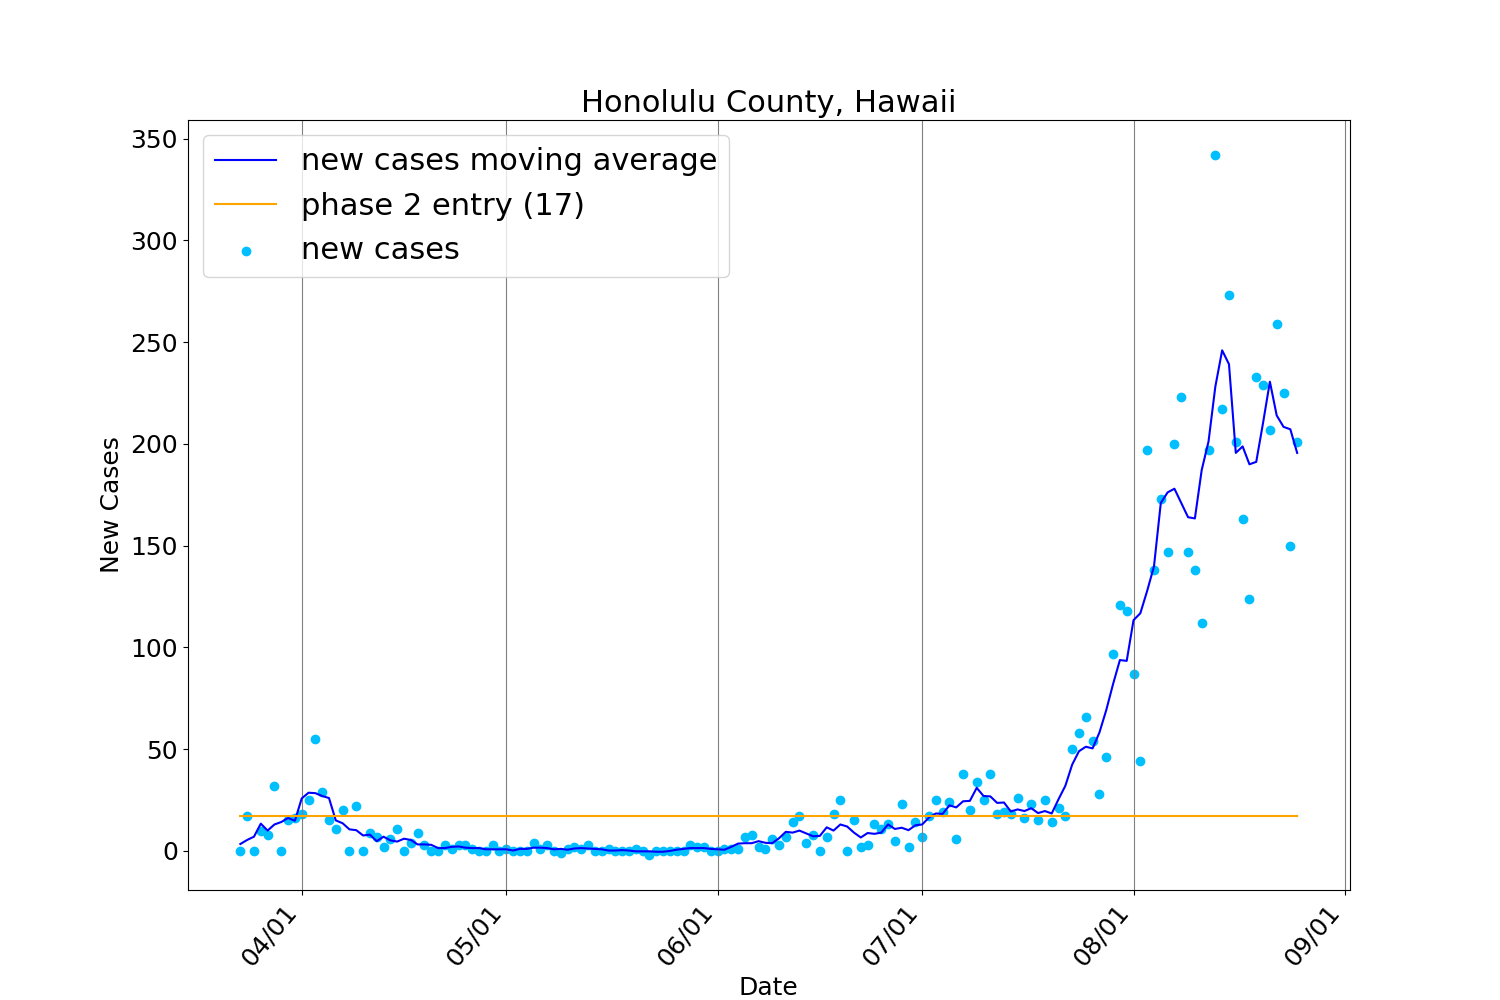 Honolulu County, Hawaii
new cases moving average
phase 2 entry (17)
new cases
350
300
250
200
150
100
50
0
New Cases
04/01
05/01
06/01
07/01
08/01
09/01
Date